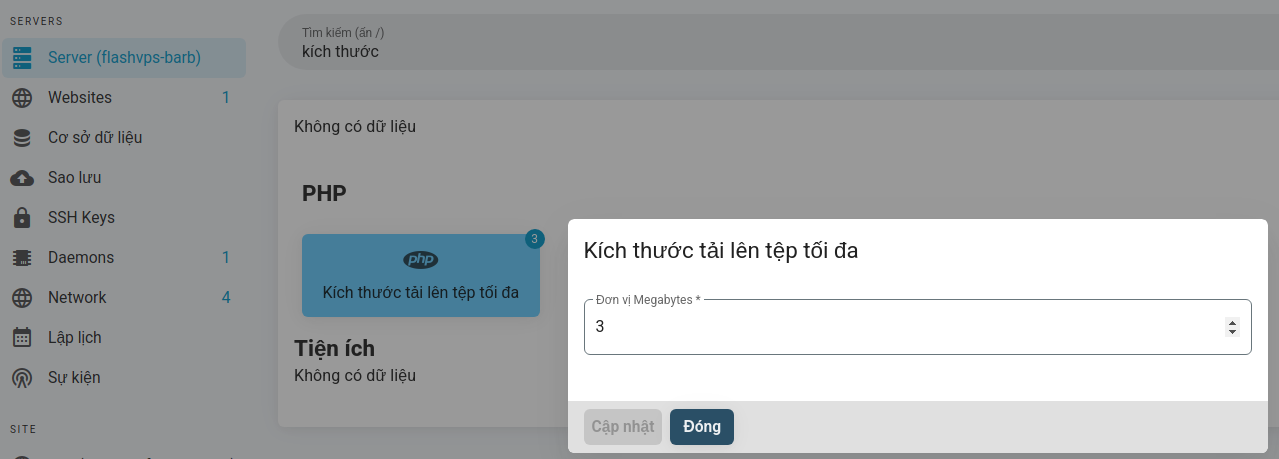 SERVERS
Server (flashvps-barb)
Websites 1
Cơ sở dữ liệu
Sao lưu
SSH Keys
Daemons 1
Network 4
Lập lịch
Sự kiện
SITE
Tìm kiếm (ấn /)
kích thước
Không có dữ liệu
PHP
3
php
Kích thước tải lên tệp tối đa
Tiện ích
Không có dữ liệu
Kích thước tải lên tệp tối đa
Đơn vị Megabytes *
3
Cập nhật
Đóng